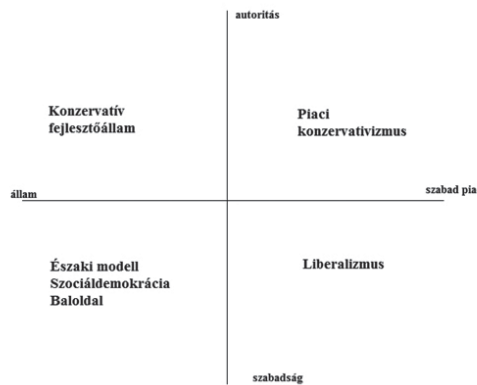 autoritás
Konzervatív
fejlesztőállam
Piaci
konzervativizmus
állam
szabad pia
Északi modell
Szociáldemokrácia
Baloldal
Liberalizmus
szabadság